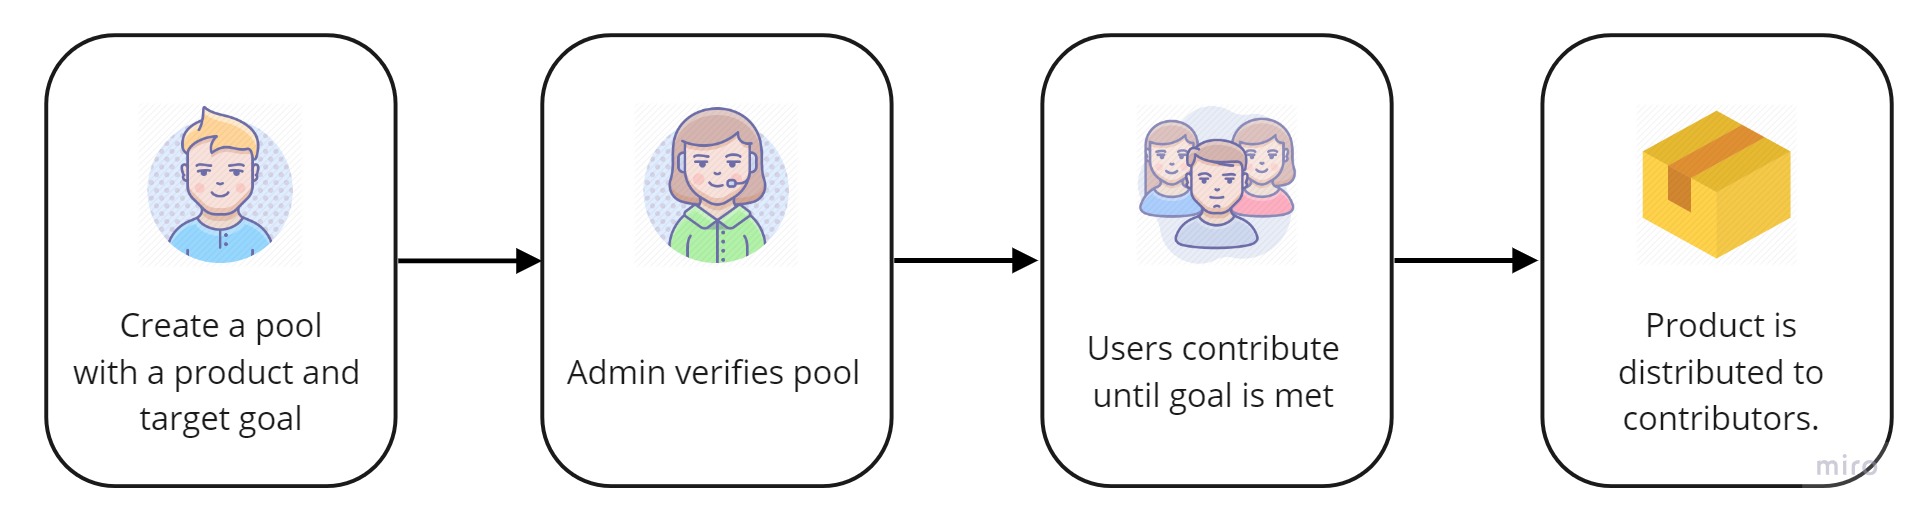 Create a pool
with a product and
target goal
Admin verifies pool
Users contribute
until goal is met
Product is
distributed to
contributors.
miro